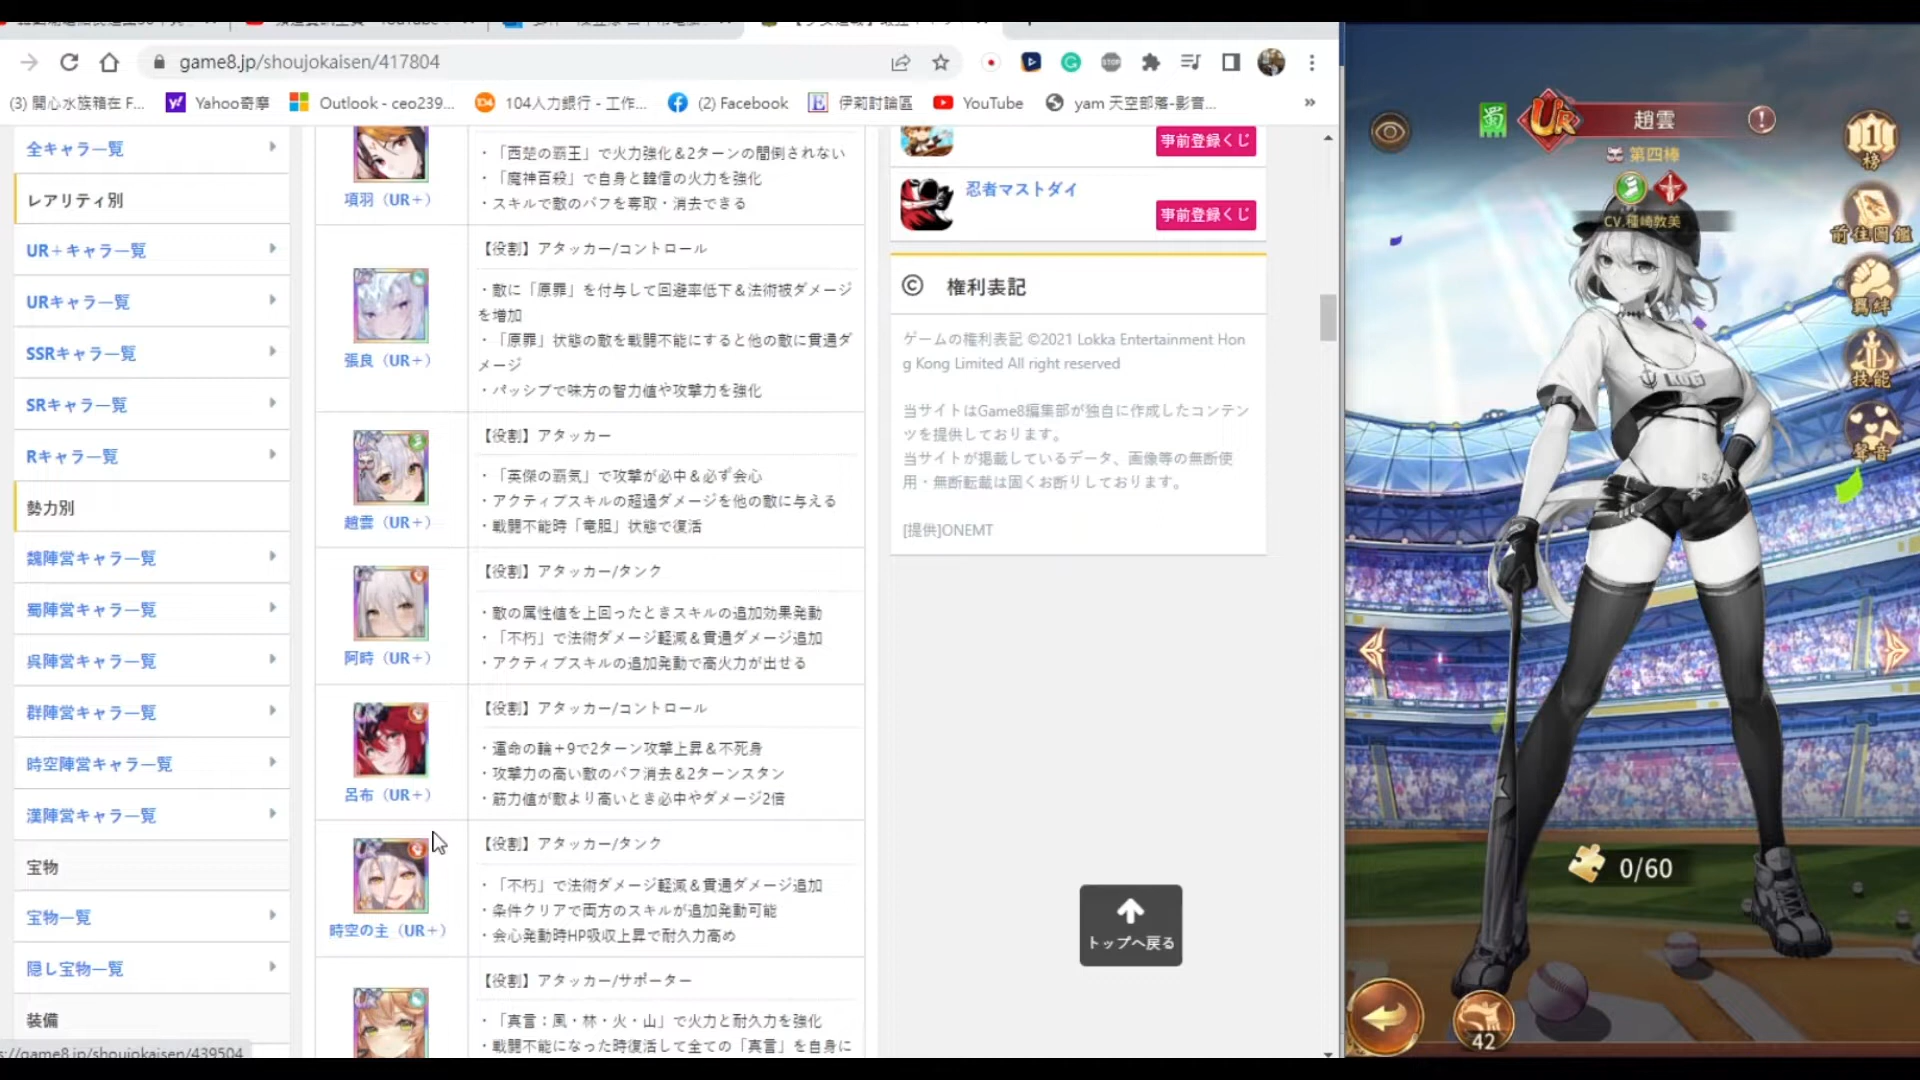 game8.jp/shoujokaisen/417804
(3) 開心水族箱在 F...
Yahoo奇摩
Outlook - ceo239...
104人力銀行 - 工作...
(2) Facebook
伊莉討論區
YouTube
yam 天空部落-影音...
»
全キャラ一覧
レアリティ別
UR＋キャラ一覧
URキャラ一覧
SSRキャラ一覧
SRキャラ一覧
Rキャラ一覧
勢力別
魏陣営キャラ一覧
蜀陣営キャラ一覧
呉陣営キャラ一覧
群陣営キャラ一覧
時空陣営キャラ一覧
漢陣営キャラ一覧
宝物
宝物一覧
隠し宝物一覧
装備
s://game8.jp/shoujokaisen/439504
項羽（UR+）
・「西楚の覇王」で火力強化＆2ターンの間倒されない
・「魔神百殺」で自身と韓信の火力を強化
・スキルで敵のバフを奪取・消去できる
張良（UR+）
【役割】アタッカー/コントロール
・敵に「原罪」を付与して回避率低下＆法術被ダメージ
を増加
・「原罪」状態の敵を戦闘不能にすると他の敵に貫通ダ
メージ
・パッシブで味方の智力値や攻撃力を強化
趙雲（UR+）
【役割】アタッカー
・「英傑の覇気」で攻撃が必中＆必ず会心
・アクティブスキルの超過ダメージを他の敵に与える
・戦闘不能時「竜胆」状態で復活
阿時（UR+）
【役割】アタッカー/タンク
・敵の属性値を上回ったときスキルの追加効果発動
・「不朽」で法術ダメージ軽減＆貫通ダメージ追加
・アクティブスキルの追加発動で高火力が出せる
呂布（UR+）
【役割】アタッカー/コントロール
・運命の輪＋9で2ターン攻撃上昇＆不死身
・攻撃力の高い敵のバフ消去＆2ターンスタン
・筋力値が敵より高いとき必中やダメージ2倍
時空の主（UR+）
【役割】アタッカー/タンク
・「不朽」で法術ダメージ軽減＆貫通ダメージ追加
・条件クリアで両方のスキルが追加発動可能
・会心発動時HP吸収上昇で耐久力高め
【役割】アタッカー/サポーター
・「真言：風・林・火・山」で火力と耐久力を強化
・戦闘不能になった時復活して全ての「真言」を自身に
事前登録くじ
忍者マストダイ
事前登録くじ
© 権利表記
ゲームの権利表記 ©2021 Lokka Entertainment Hon
g Kong Limited All right reserved
当サイトはGame8編集部が独自に作成したコンテン
ツを提供しております。
当サイトが掲載しているデータ、画像等の無断使
用・無断転載は固くお断りしております。
[提供]ONEMT
トップへ戻る
蜀
UR
趙雲
第四棒
CV.種崎敦美
1
榜
前往圖鑑
羈絆
技能
聲音
0/60
42